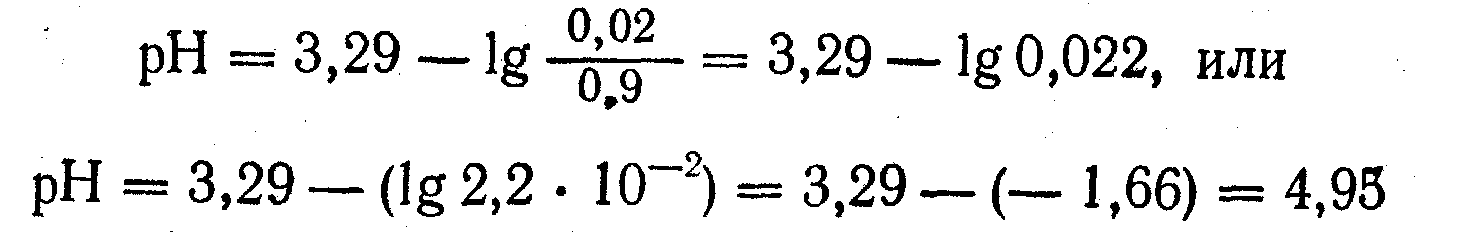 pH = 3,29 — lg 0,02/0,9 = 3,29 — lg 0,022, или
pH = 3,29 — (lg 2,2 · 10⁻²) = 3,29 — (— 1,66) = 4,95